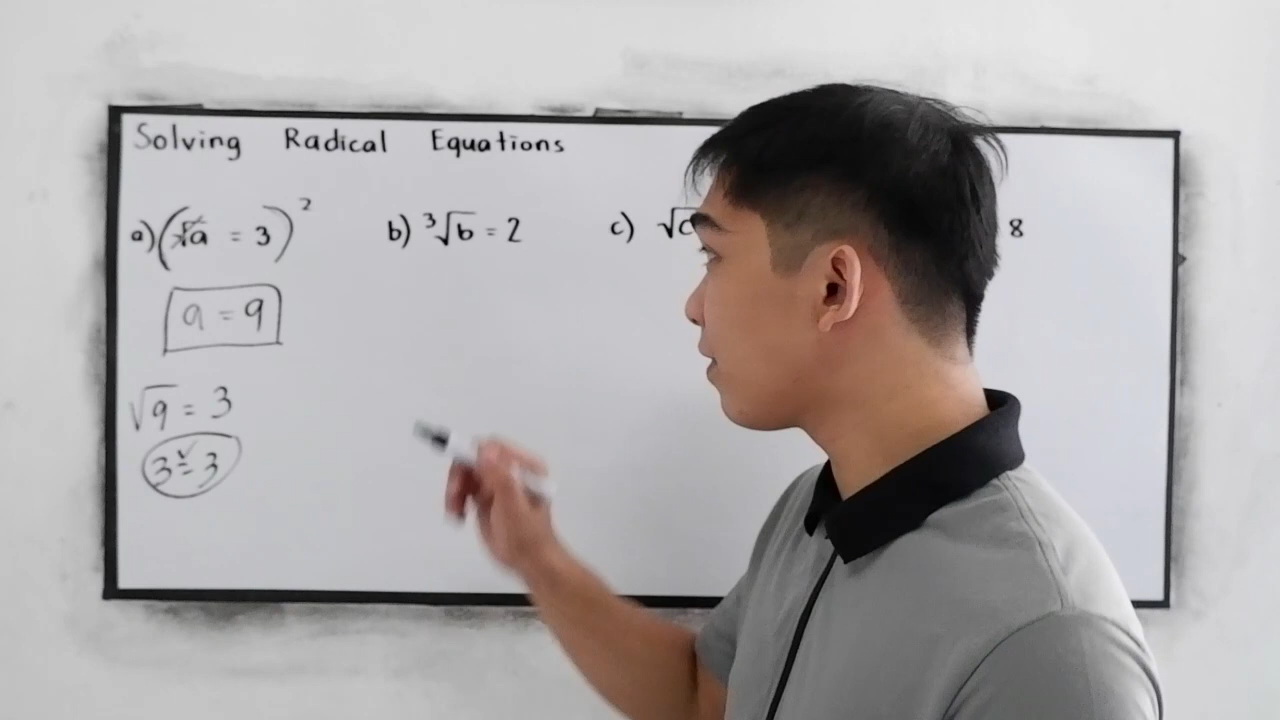 Solving Radical Equations
a) (√a = 3)²
b) ³√b = 2
c) √c 8
a = 9
√9 = 3
3 = 3